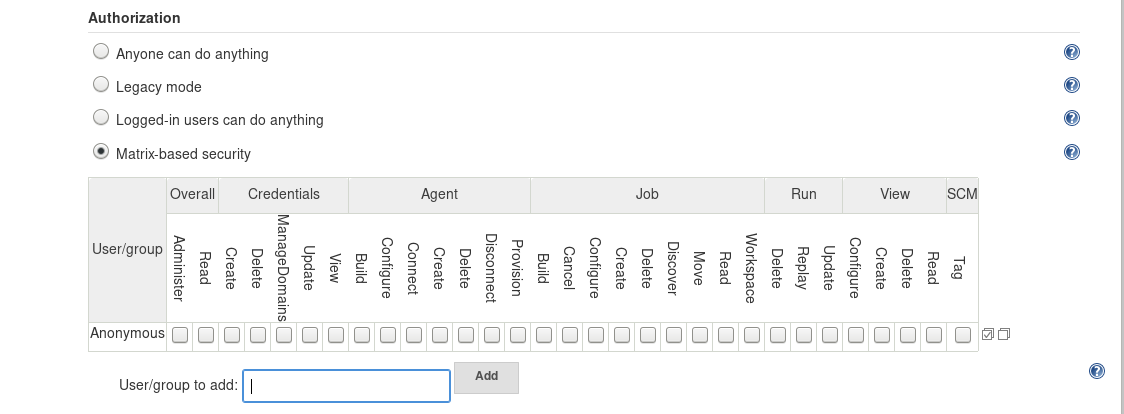 Authorization
Anyone can do anything
Legacy mode
Logged-in users can do anything
Matrix-based security
User/group Overall Credentials Agent Job Run View SCM
Administer Read Create Delete ManageDomains Update View Build Configure Connect Create Delete Disconnect Provision Build Cancel Configure Create Delete Discover Move Read Workspace Delete Replay Update Configure Create Delete Read Tag
Anonymous
User/group to add: Add